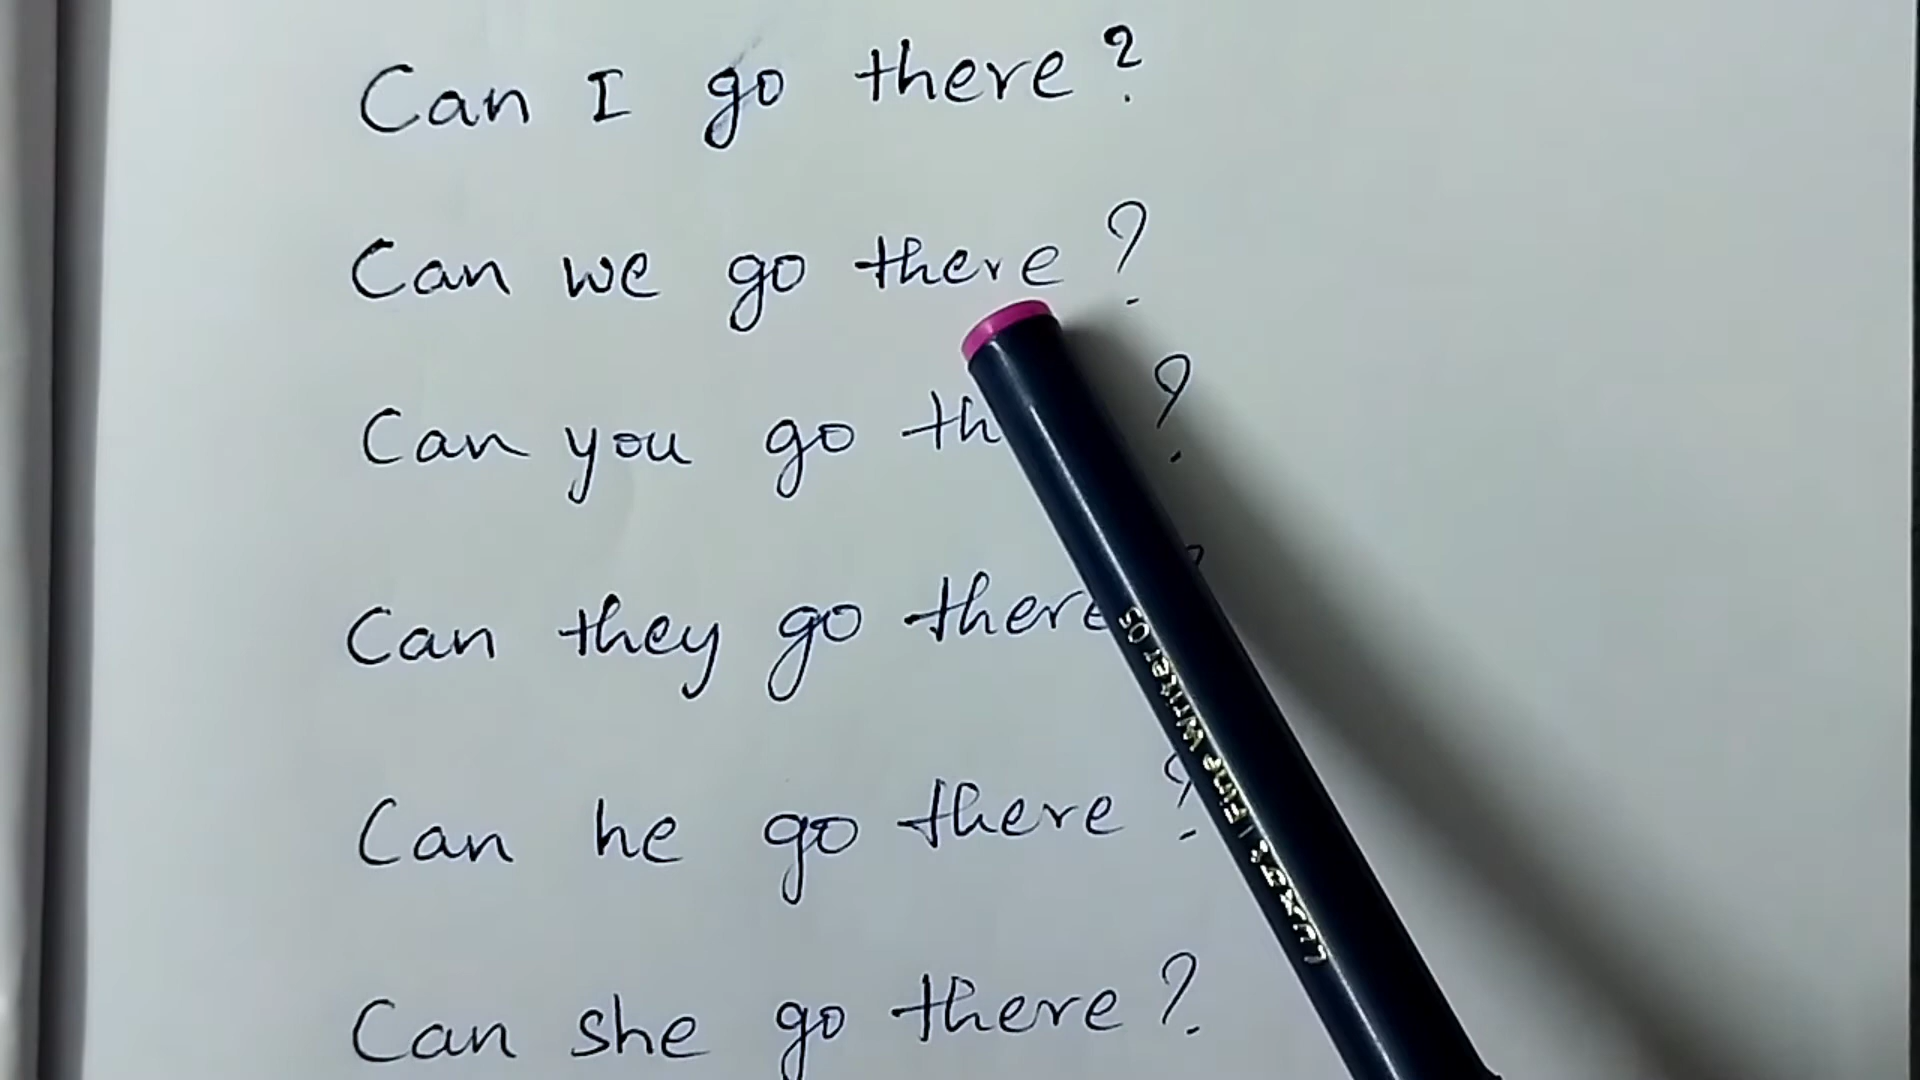 Can I go there?
Can we go there?
Can you go th ?
Can they go there?
Can he go there?
Can she go there?
LUXOR | Fine Writer 05